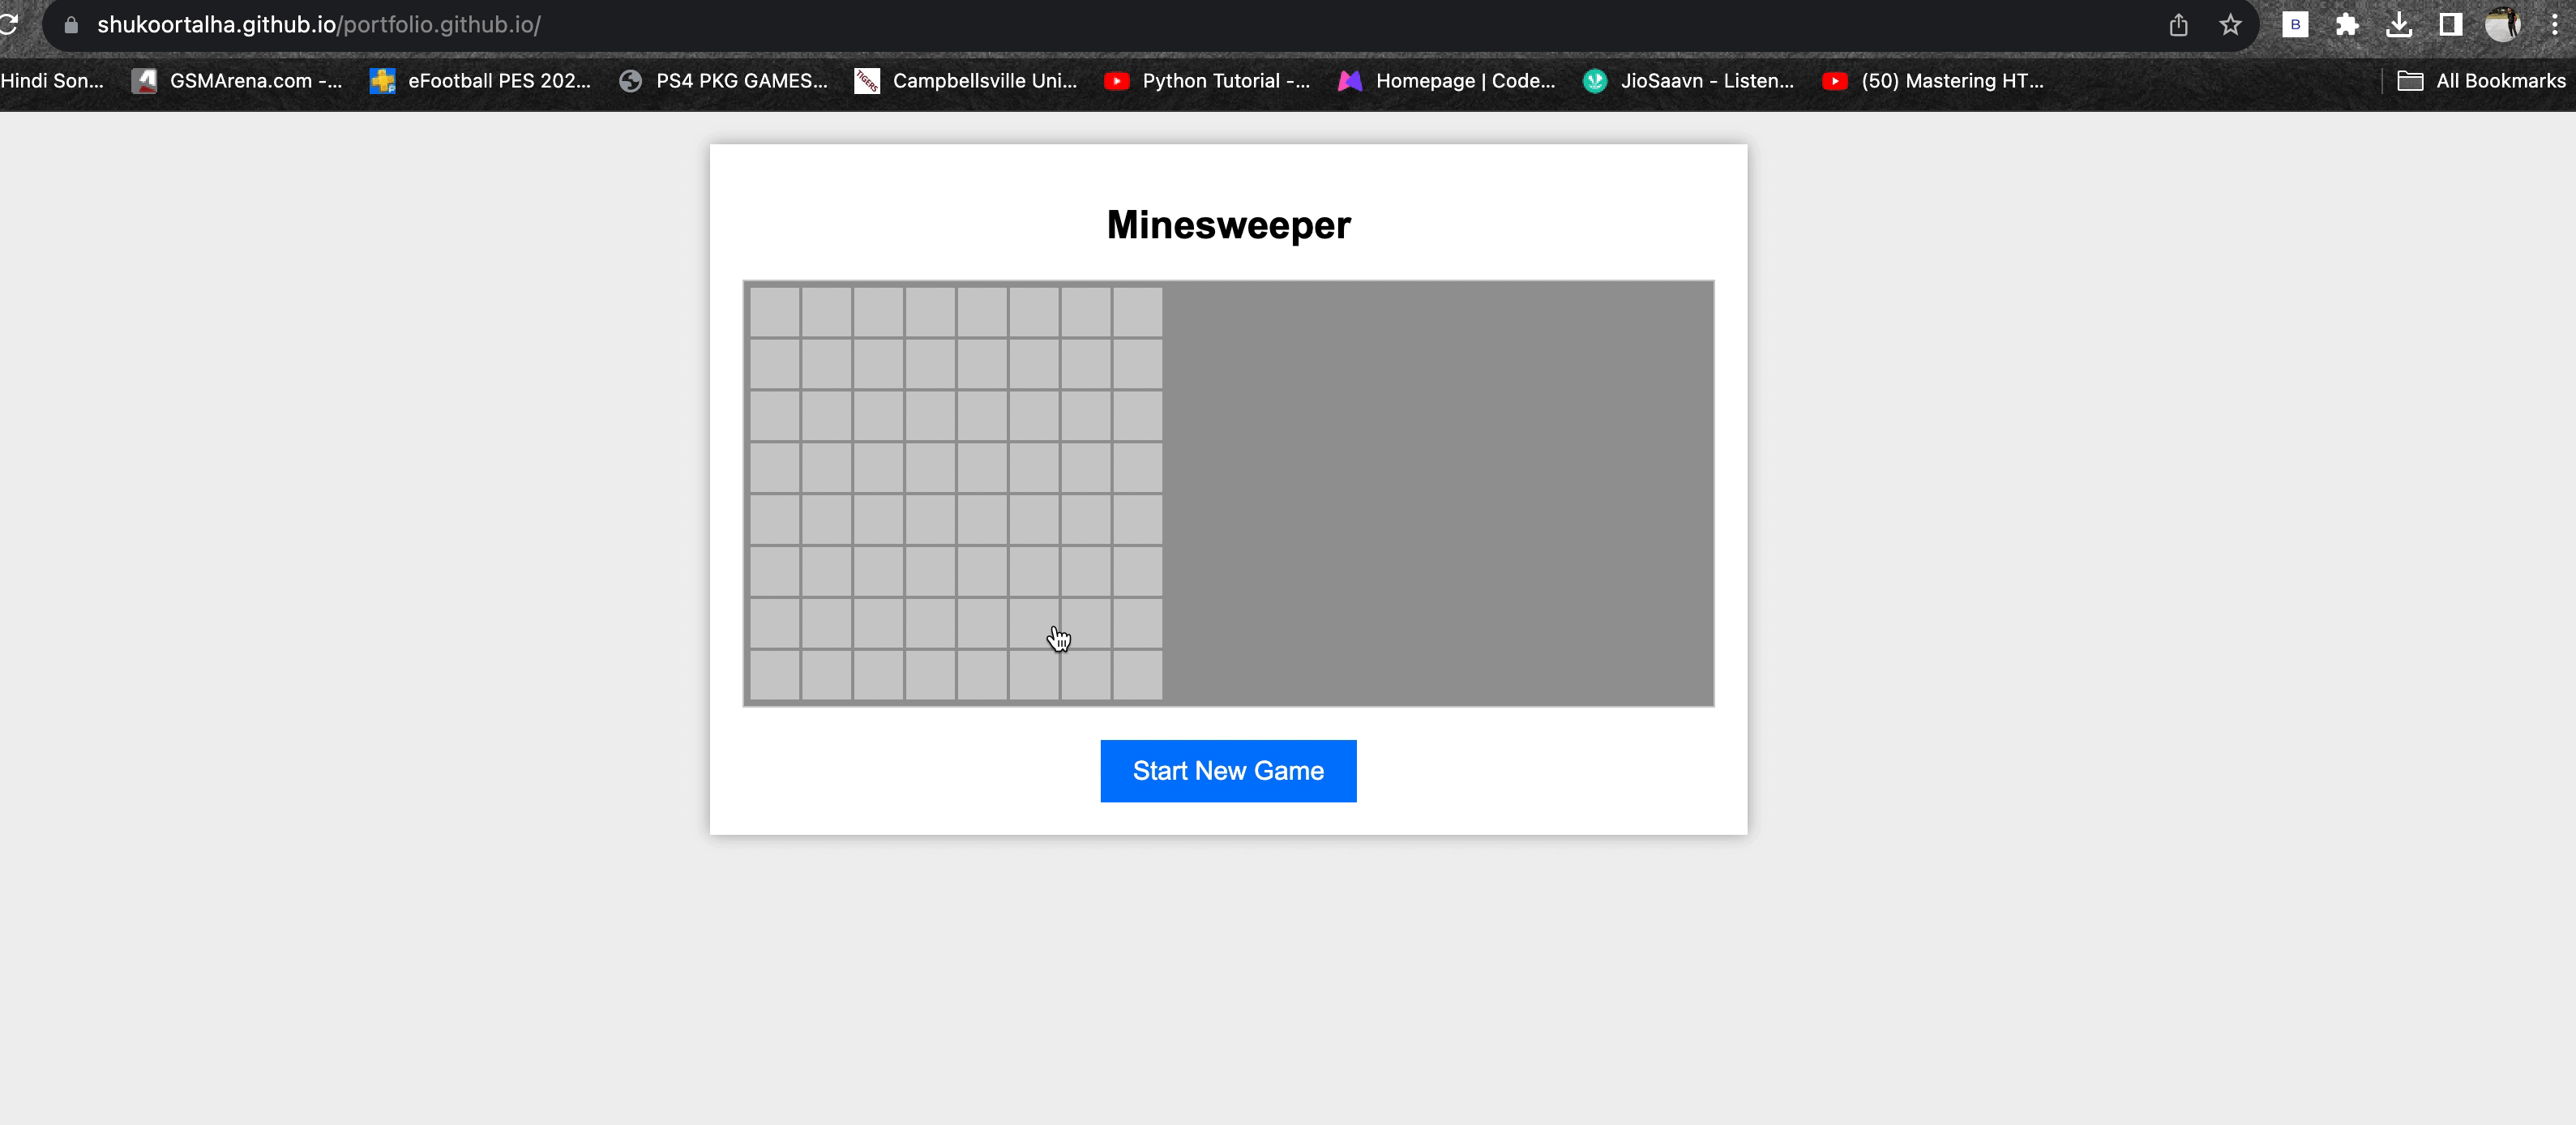 shukoortalha.github.io/portfolio.github.io/
B
Hindi Son... GSMArena.com -... eFootball PES 202... PS4 PKG GAMES... TIGERS Campbellsville Uni... Python Tutorial -... Homepage | Code... JioSaavn - Listen... (50) Mastering HT... All Bookmarks
Minesweeper
Start New Game